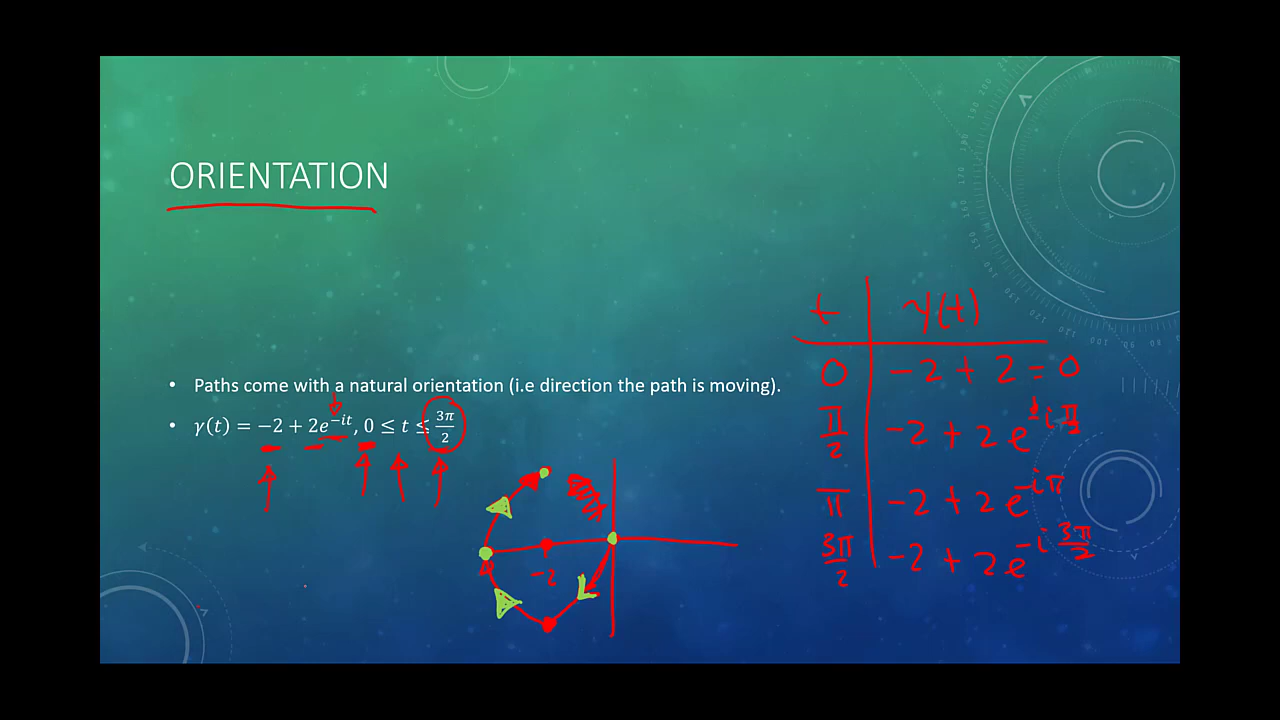 ORIENTATION
• Paths come with a natural orientation (i.e direction the path is moving).
• γ(t) = −2 + 2e^{−it}, 0 ≤ t ≤ 3π/2
t | γ(t)
0 | -2 + 2 = 0
π/2 | -2 + 2e^{-iπ/2}
π | -2 + 2e^{-iπ}
3π/2 | -2 + 2e^{-i3π/2}
-2